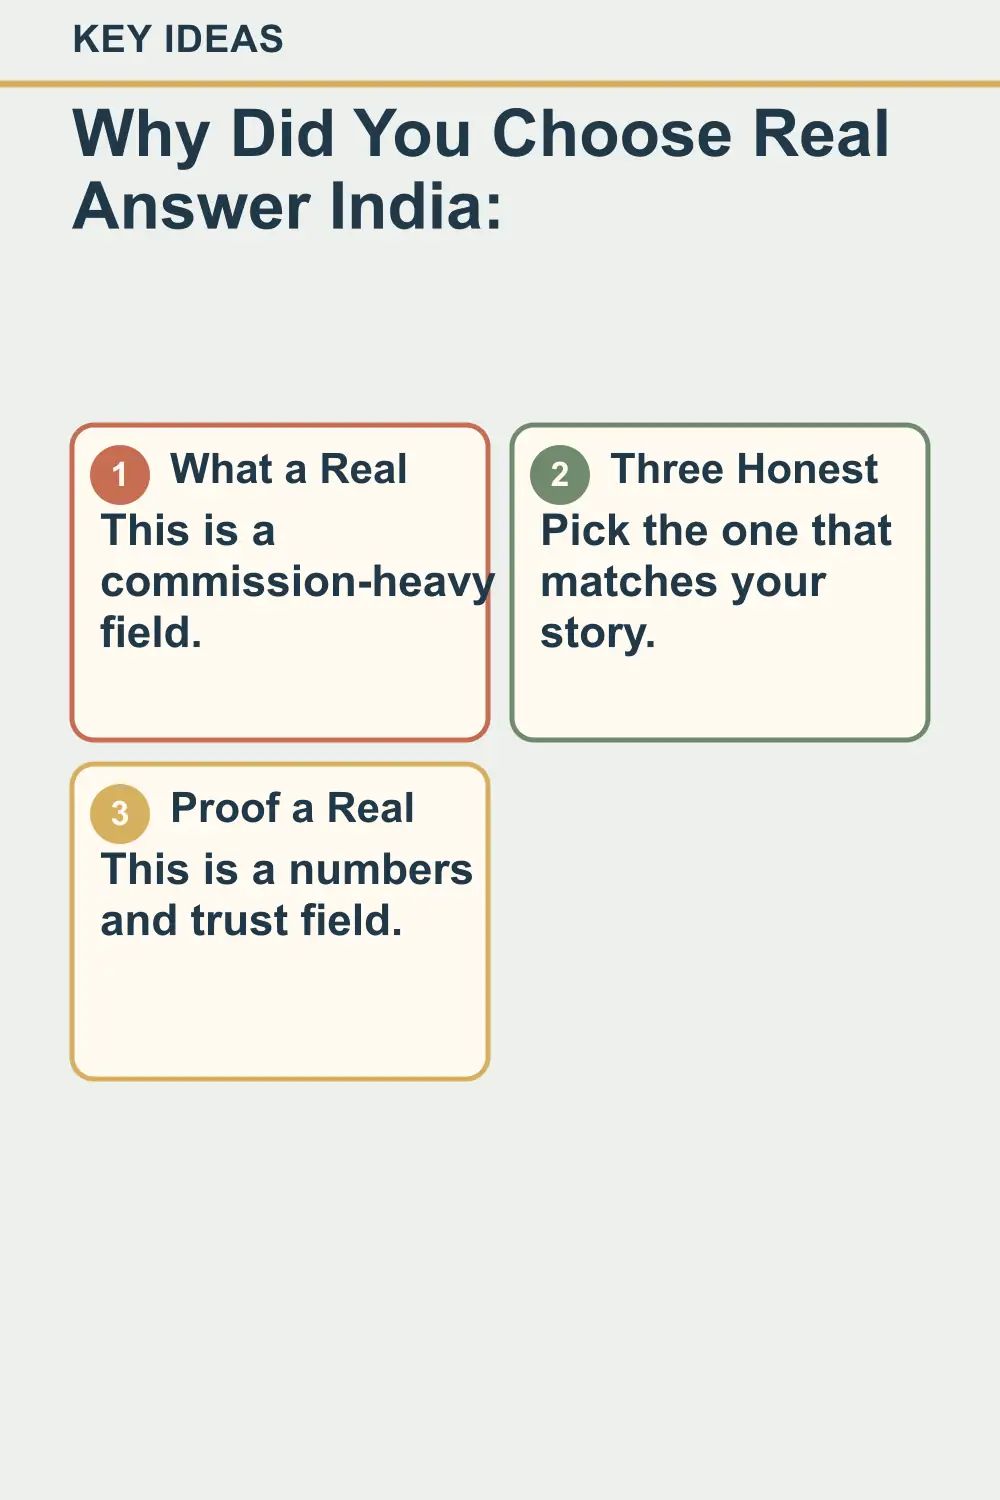 KEY IDEAS
Why Did You Choose Real
Answer India:
1 What a Real
This is a
commission-heavy
field.
2 Three Honest
Pick the one that
matches your
story.
3 Proof a Real
This is a numbers
and trust field.